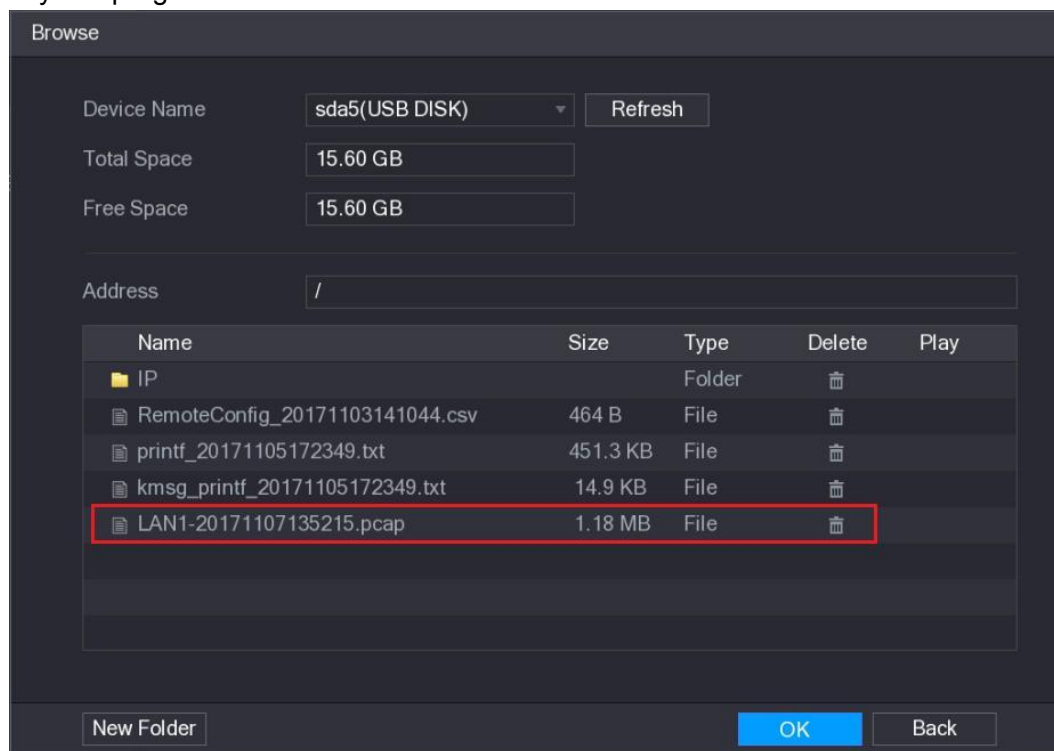 Browse
Device Name sda5(USB DISK) Refresh
Total Space 15.60 GB
Free Space 15.60 GB
Address /
Name Size Type Delete Play
IP Folder
RemoteConfig_20171103141044.csv 464 B File
printf_20171105172349.txt 451.3 KB File
kmsg_printf_20171105172349.txt 14.9 KB File
LAN1-20171107135215.pcap 1.18 MB File
New Folder OK Back